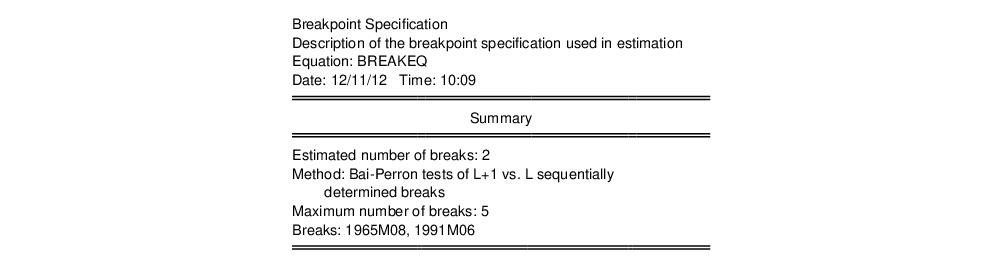 Breakpoint Specification
Description of the breakpoint specification used in estimation
Equation: BREAKEQ
Date: 12/11/12   Time: 10:09
Summary
Estimated number of breaks: 2
Method: Bai-Perron tests of L+1 vs. L sequentially
determined breaks
Maximum number of breaks: 5
Breaks: 1965M08, 1991M06